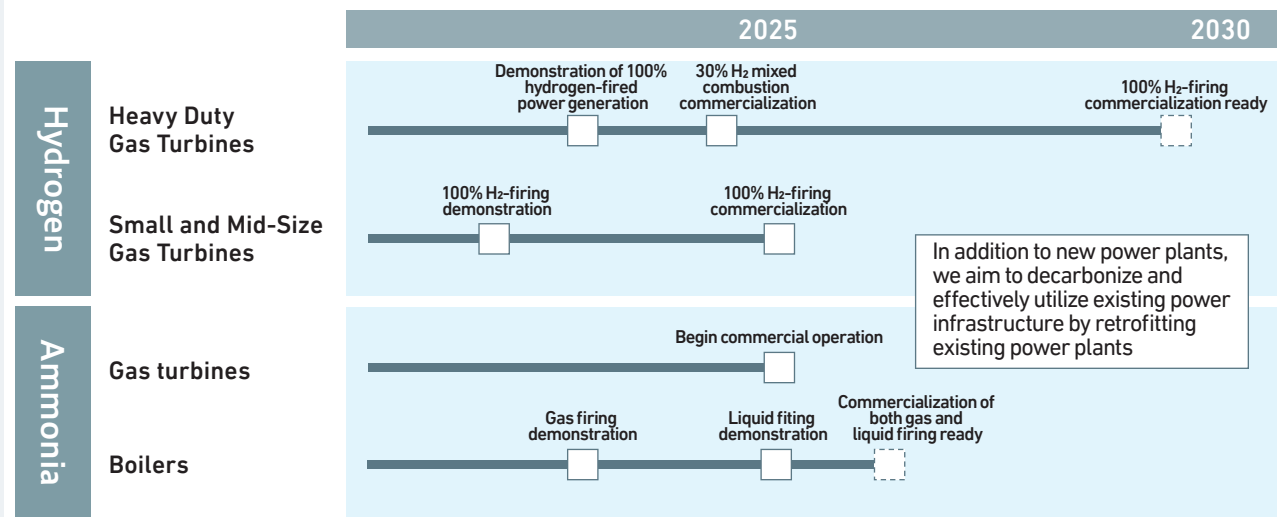 2025
2030
Hydrogen
Heavy Duty
Gas Turbines
Demonstration of 100%
hydrogen-fired
power generation
30% H₂ mixed
combustion
commercialization
100% H₂-firing
commercialization ready
Small and Mid-Size
Gas Turbines
100% H₂-firing
demonstration
100% H₂-firing
commercialization
In addition to new power plants,
we aim to decarbonize and
effectively utilize existing power
infrastructure by retrofitting
existing power plants
Ammonia
Gas turbines
Begin commercial operation
Boilers
Gas firing
demonstration
Liquid fiting
demonstration
Commercialization of
both gas and
liquid firing ready